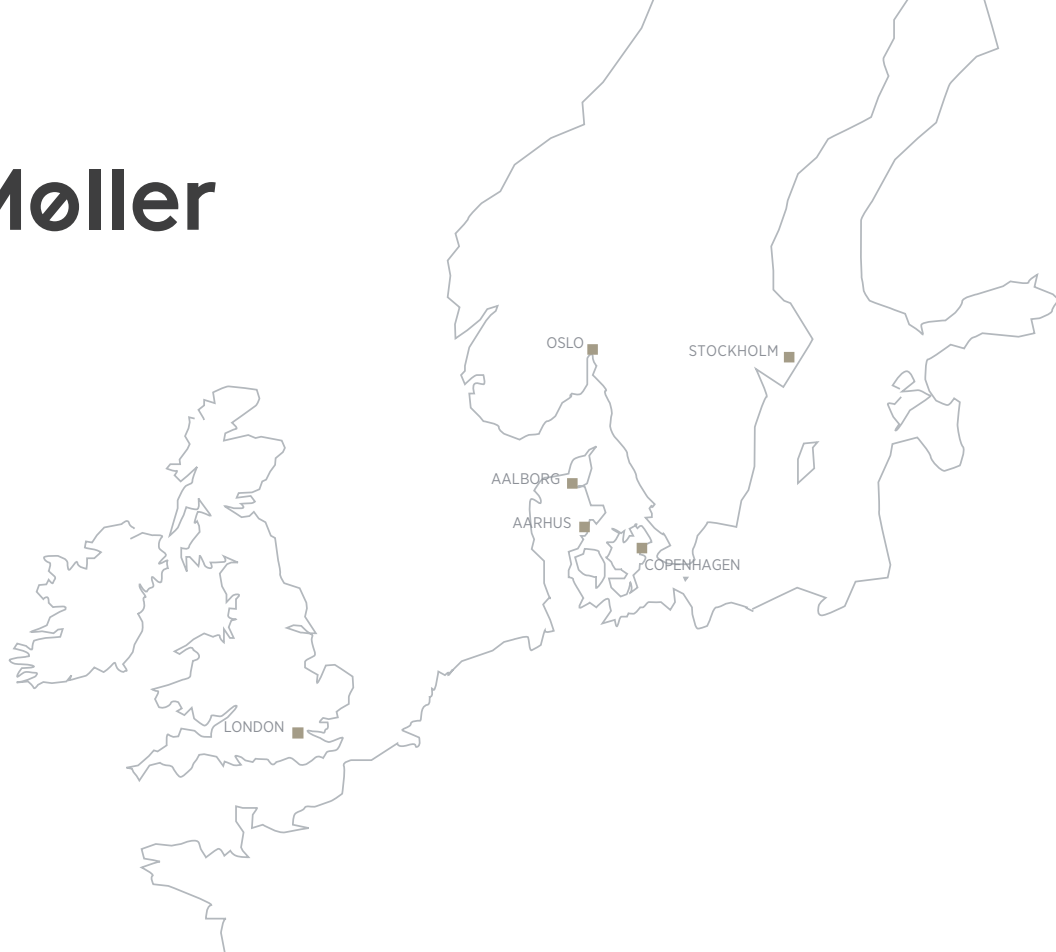 Møller
OSLO
STOCKHOLM
AALBORG
AARHUS
COPENHAGEN
LONDON